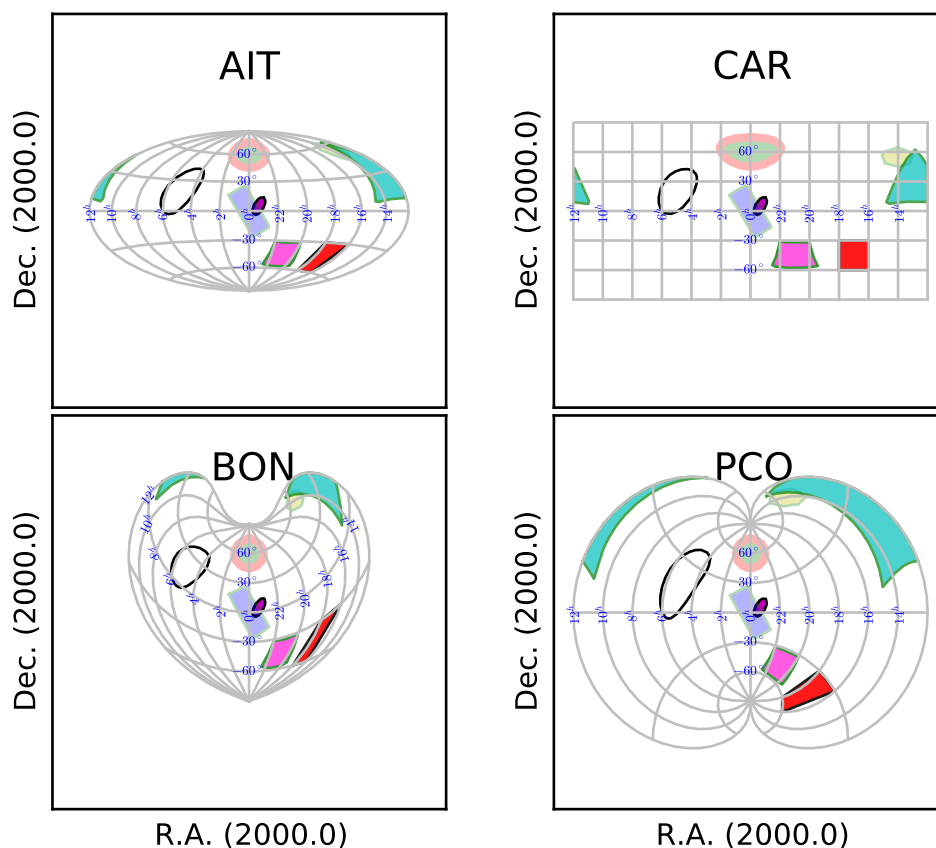 AIT
Dec. (2000.0)
60°
30
12ʰ 10ʰ 8ʰ 6ʰ 4ʰ 2ʰ 0ʰ 22ʰ 20ʰ 18ʰ 16ʰ 14ʰ
−30°
−60°
CAR
Dec. (2000.0)
60°
30
12ʰ 10ʰ 8ʰ 6ʰ 4ʰ 2ʰ 0ʰ 22ʰ 20ʰ 18ʰ 16ʰ 14ʰ
−30°
−60°
BON
Dec. (2000.0)
12ʰ
10ʰ 14ʰ
8ʰ 60° 16ʰ
6ʰ 30° 18ʰ
4ʰ 20ʰ
2ʰ 0ʰ 22ʰ
−30°
−60°
R.A. (2000.0)
PCO
Dec. (2000.0)
60°
30°
12ʰ 10ʰ 8ʰ 6ʰ 4ʰ 2ʰ 0ʰ 22ʰ 20ʰ 18ʰ 16ʰ 14ʰ
−30°
−60°
R.A. (2000.0)